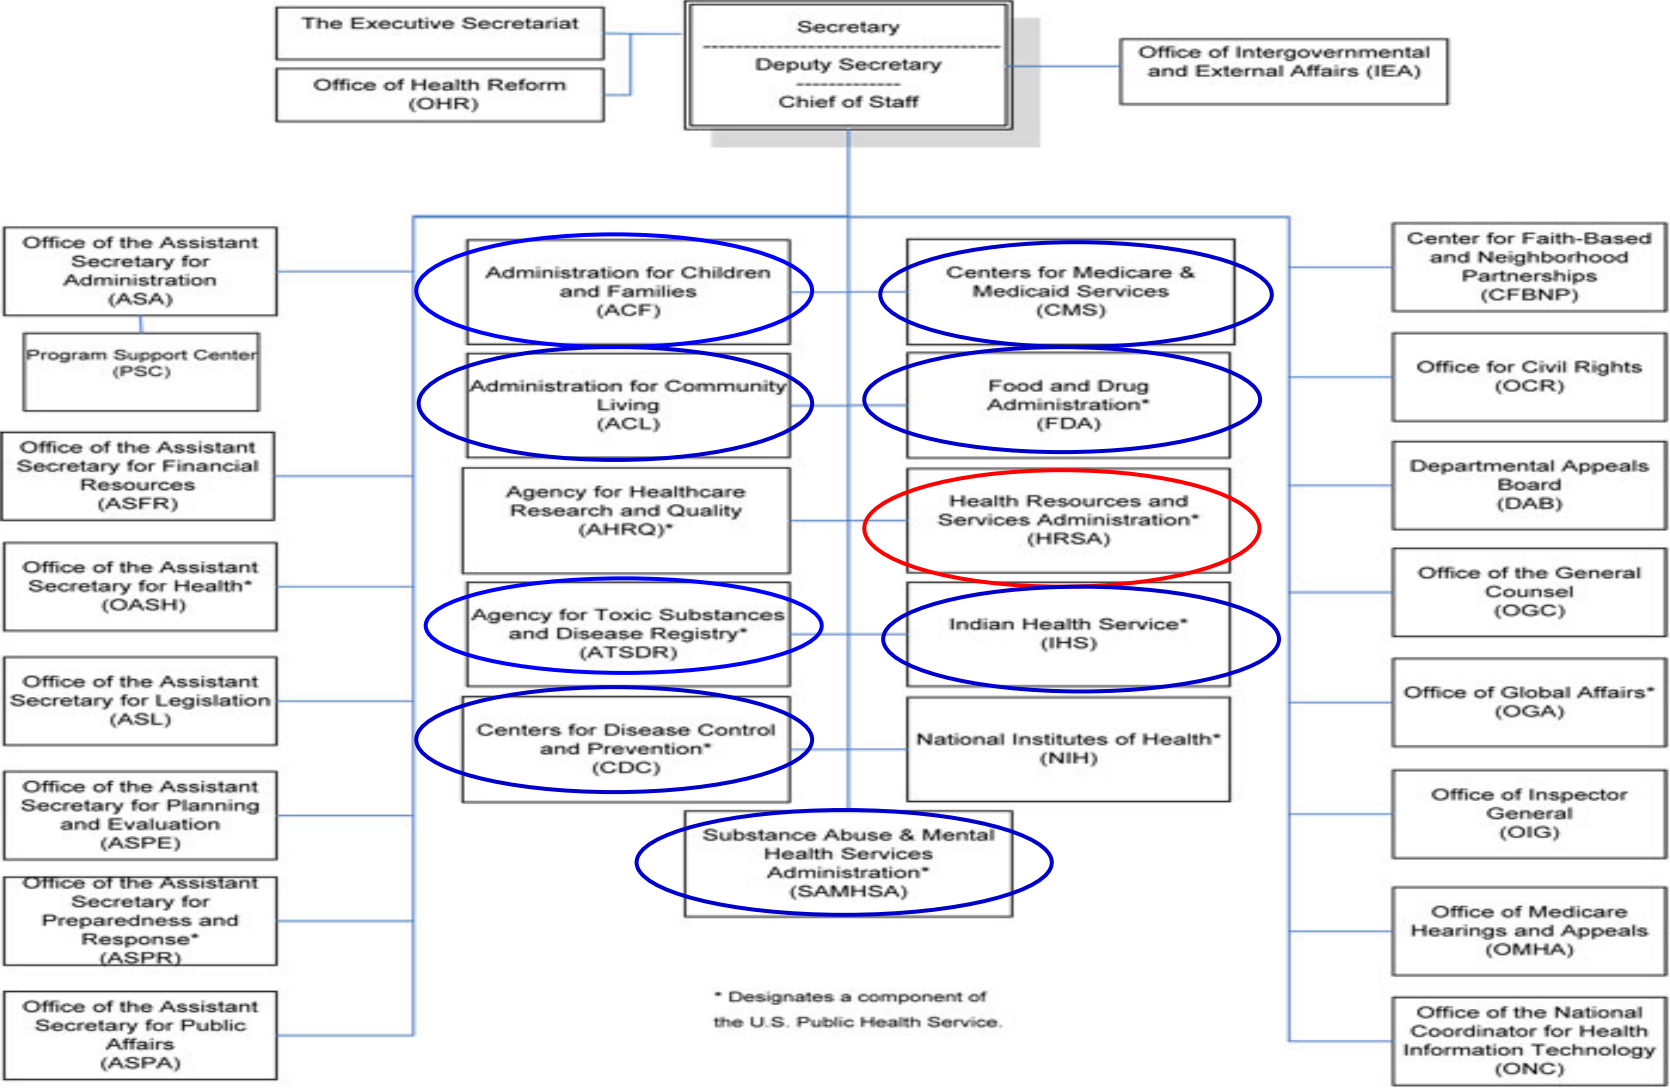 The Executive Secretariat
Office of Health Reform
(OHR)
Secretary
Deputy Secretary
Chief of Staff
Office of Intergovernmental
and External Affairs (IEA)
Office of the Assistant
Secretary for
Administration
(ASA)
Program Support Center
(PSC)
Office of the Assistant
Secretary for Financial
Resources
(ASFR)
Office of the Assistant
Secretary for Health*
(OASH)
Office of the Assistant
Secretary for Legislation
(ASL)
Office of the Assistant
Secretary for Planning
and Evaluation
(ASPE)
Office of the Assistant
Secretary for
Preparedness and
Response*
(ASPR)
Office of the Assistant
Secretary for Public
Affairs
(ASPA)
Administration for Children
and Families
(ACF)
Administration for Community
Living
(ACL)
Agency for Healthcare
Research and Quality
(AHRQ)*
Agency for Toxic Substances
and Disease Registry*
(ATSDR)
Centers for Disease Control
and Prevention*
(CDC)
Centers for Medicare &
Medicaid Services
(CMS)
Food and Drug
Administration*
(FDA)
Health Resources and
Services Administration*
(HRSA)
Indian Health Service*
(IHS)
National Institutes of Health*
(NIH)
Substance Abuse & Mental
Health Services
Administration*
(SAMHSA)
* Designates a component of
the U.S. Public Health Service.
Center for Faith-Based
and Neighborhood
Partnerships
(CFBNP)
Office for Civil Rights
(OCR)
Departmental Appeals
Board
(DAB)
Office of the General
Counsel
(OGC)
Office of Global Affairs*
(OGA)
Office of Inspector
General
(OIG)
Office of Medicare
Hearings and Appeals
(OMHA)
Office of the National
Coordinator for Health
Information Technology
(ONC)